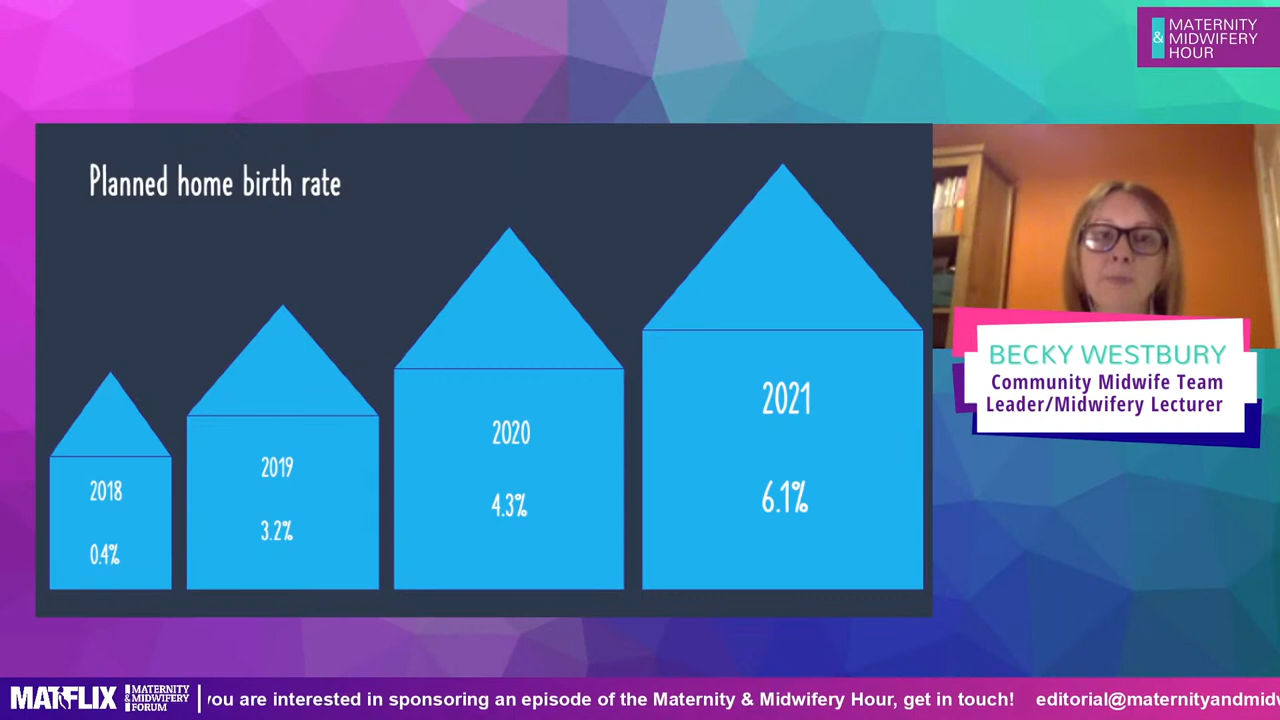 MATERNITY
& MIDWIFERY
HOUR
Planned home birth rate
2018
0.4%
2019
3.2%
2020
4.3%
2021
6.1%
BECKY WESTBURY
Community Midwife Team
Leader/Midwifery Lecturer
MATFLIX
MATERNITY
& MIDWIFERY
FORUM
you are interested in sponsoring an episode of the Maternity & Midwifery Hour, get in touch! editorial@maternityandmidw